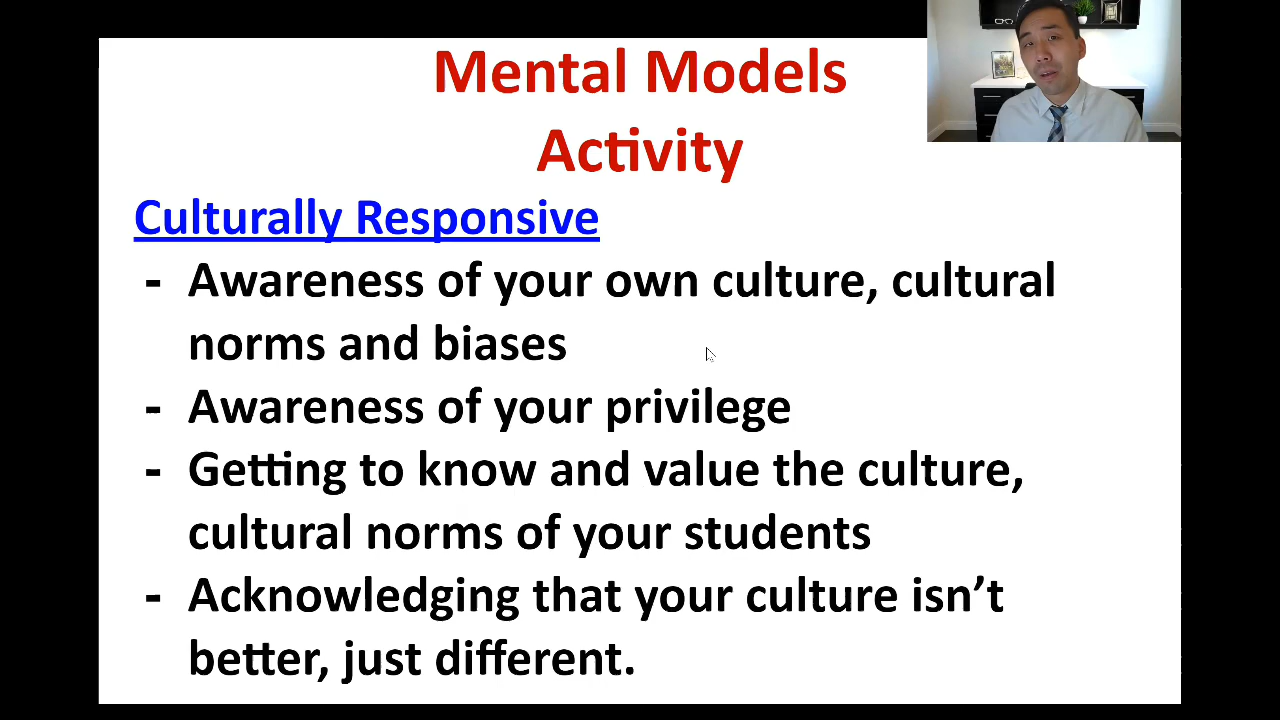 Mental Models
Activity
Culturally Responsive
- Awareness of your own culture, cultural
norms and biases
- Awareness of your privilege
- Getting to know and value the culture,
cultural norms of your students
- Acknowledging that your culture isn’t
better, just different.